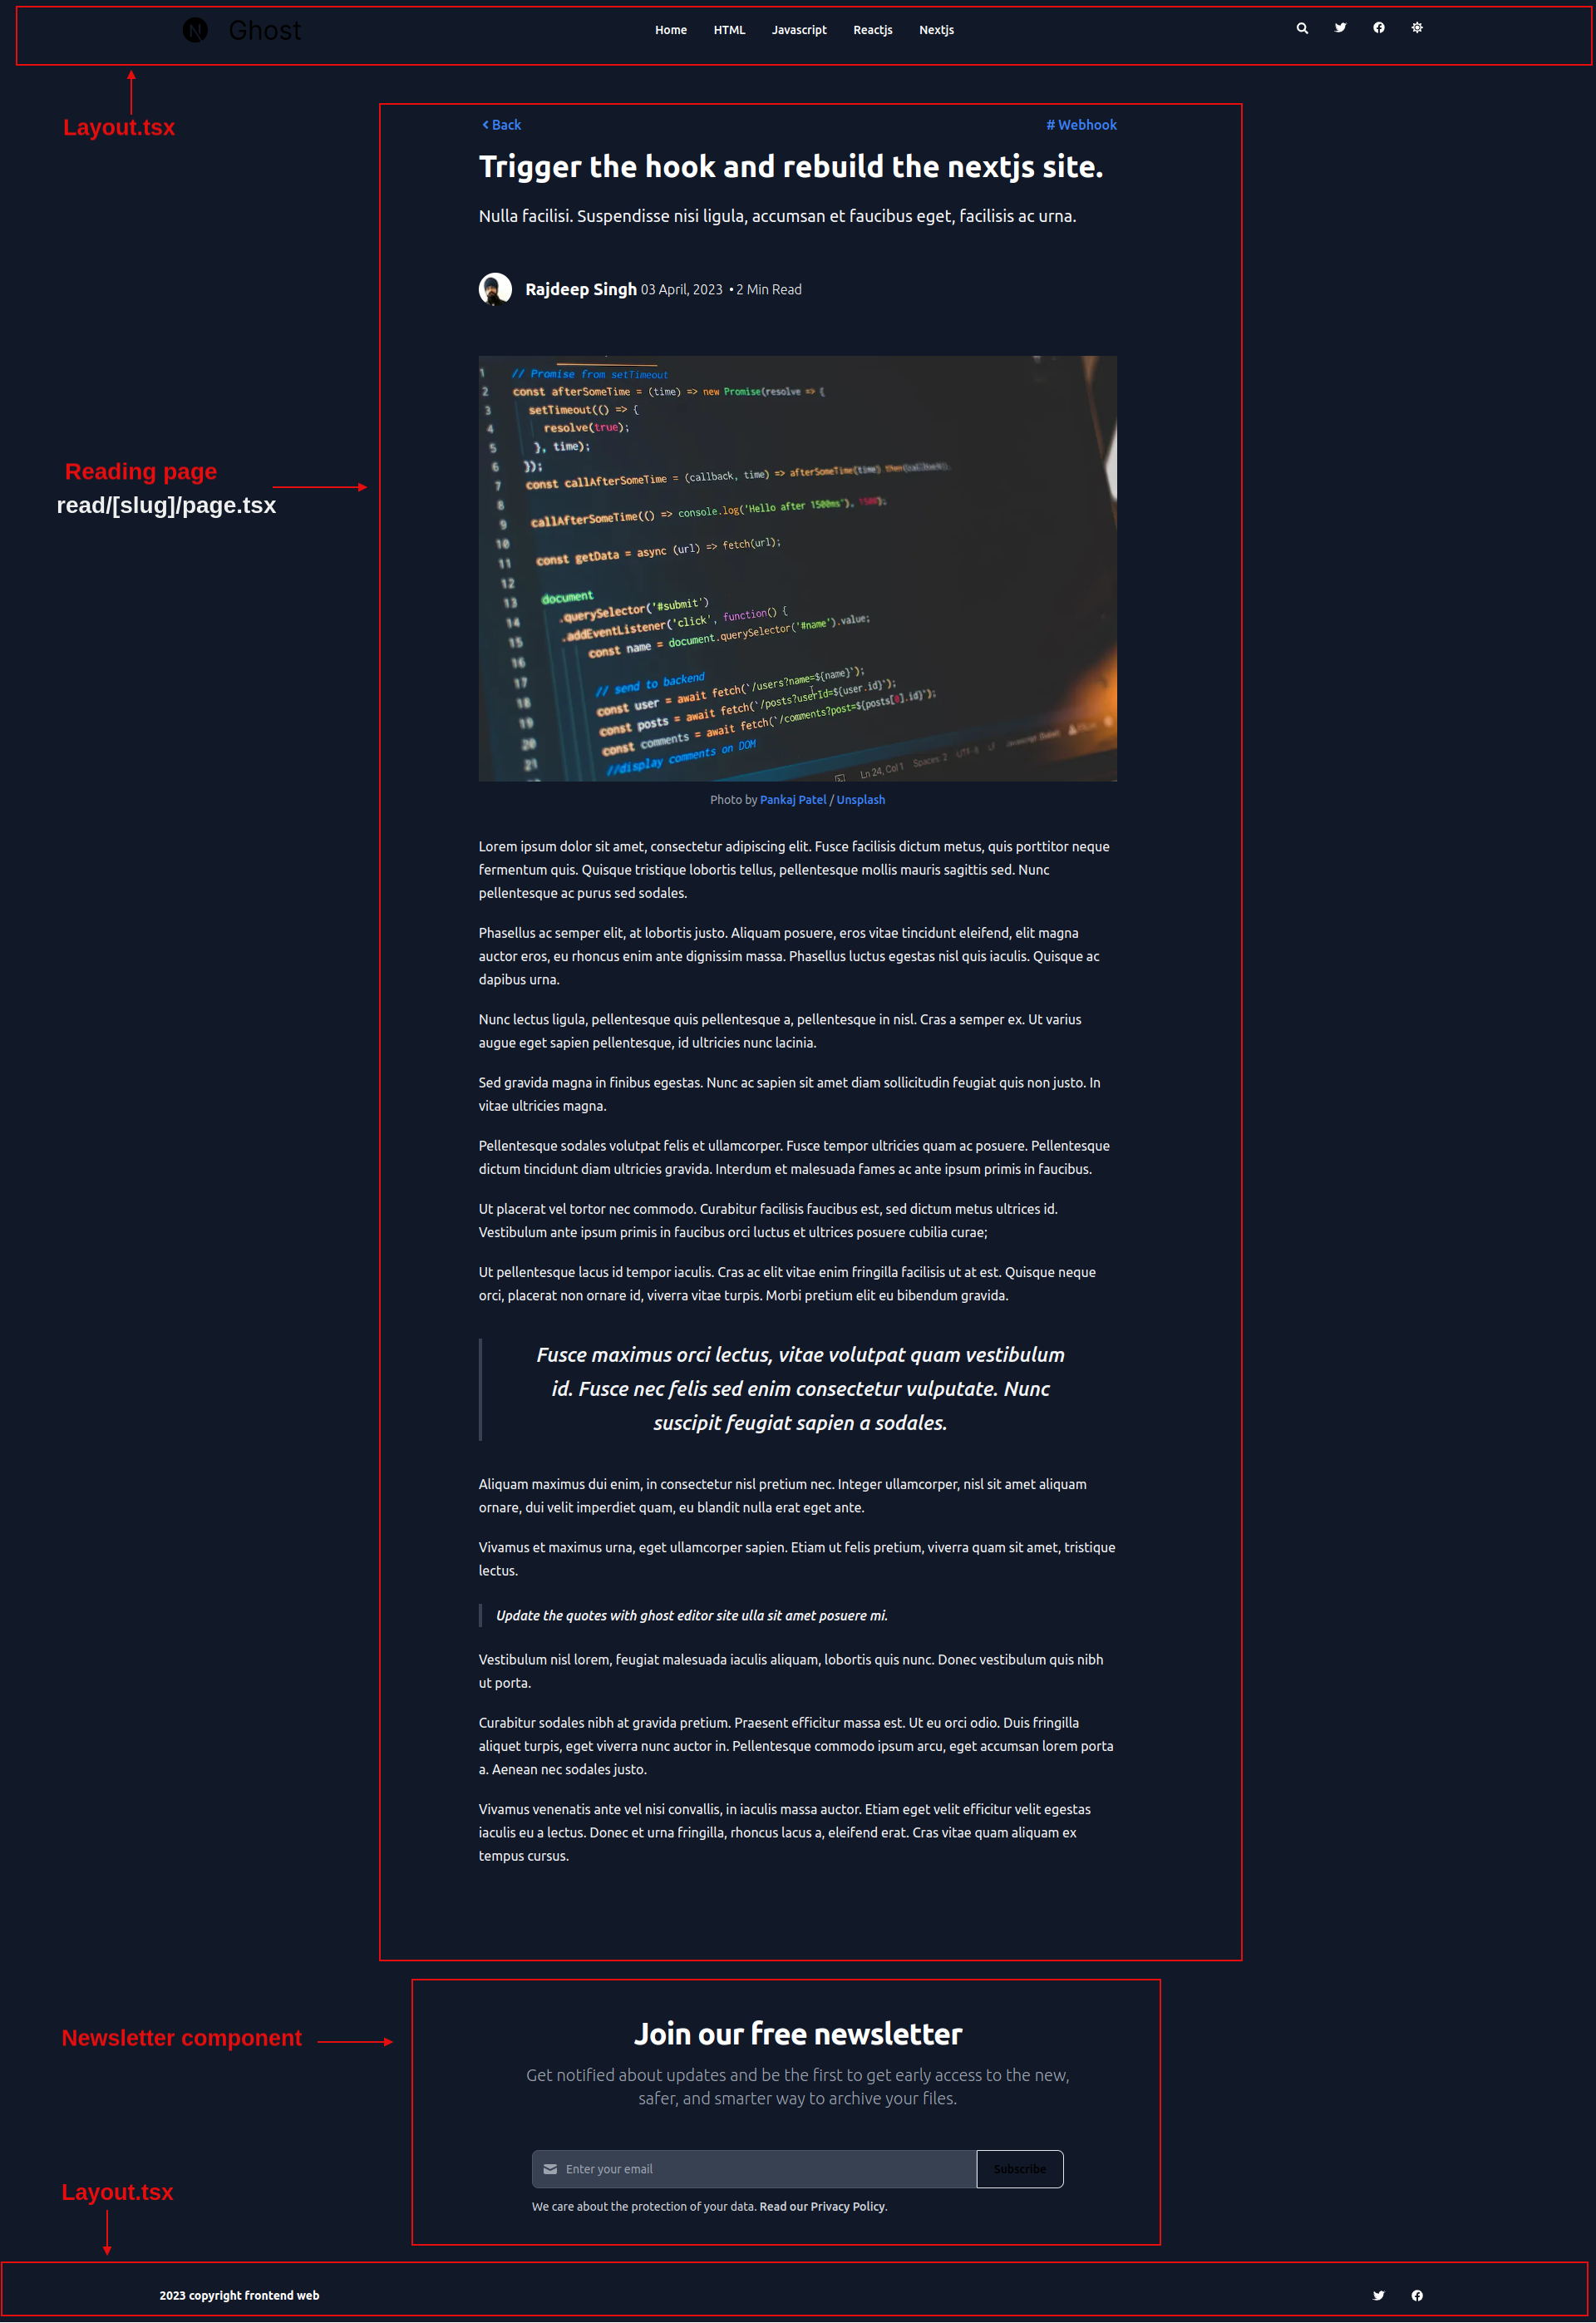 Ghost
Home HTML Javascript Reactjs Nextjs
Layout.tsx
Back
# Webhook
Trigger the hook and rebuild the nextjs site.
Nulla facilisi. Suspendisse nisi ligula, accumsan et faucibus eget, facilisis ac urna.
Rajdeep Singh 03 April, 2023 • 2 Min Read
Reading page
read/[slug]/page.tsx
1 // Promise from setTimeout
2 const afterSomeTime = (time) => new Promise(resolve => {
3 setTimeout(() => {
4 resolve(true);
5 }, time);
6 });
7 const callAfterSomeTime = (callback, time) => afterSomeTime(time)
8
9 callAfterSomeTime(() => console.log('Hello after 1500ms'), 1500);
10
11 const getData = async (url) => fetch(url);
12
13 document
14 .querySelector('#submit')
15 .addEventListener('click', function() {
16 const name = document.querySelector('#name').value;
17
18 // send to backend
19 const user = await fetch(`/users?name=${name}`);
20 const posts = await fetch(`/posts?userId=${user.id}`);
21 const comments = await fetch(`/comments?post=${posts[0].id}`);
//display comments on DOM
Ln 24, Col 1 Spaces: 2 UTF-8 LF
Photo by Pankaj Patel / Unsplash
Lorem ipsum dolor sit amet, consectetur adipiscing elit. Fusce facilisis dictum metus, quis porttitor neque
fermentum quis. Quisque tristique lobortis tellus, pellentesque mollis mauris sagittis sed. Nunc
pellentesque ac purus sed sodales.
Phasellus ac semper elit, at lobortis justo. Aliquam posuere, eros vitae tincidunt eleifend, elit magna
auctor eros, eu rhoncus enim ante dignissim massa. Phasellus luctus egestas nisl quis iaculis. Quisque ac
dapibus urna.
Nunc lectus ligula, pellentesque quis pellentesque a, pellentesque in nisl. Cras a semper ex. Ut varius
augue eget sapien pellentesque, id ultricies nunc lacinia.
Sed gravida magna in finibus egestas. Nunc ac sapien sit amet diam sollicitudin feugiat quis non justo. In
vitae ultricies magna.
Pellentesque sodales volutpat felis et ullamcorper. Fusce tempor ultricies quam ac posuere. Pellentesque
dictum tincidunt diam ultricies gravida. Interdum et malesuada fames ac ante ipsum primis in faucibus.
Ut placerat vel tortor nec commodo. Curabitur facilisis faucibus est, sed dictum metus ultrices id.
Vestibulum ante ipsum primis in faucibus orci luctus et ultrices posuere cubilia curae;
Ut pellentesque lacus id tempor iaculis. Cras ac elit vitae enim fringilla facilisis ut at est. Quisque neque
orci, placerat non ornare id, viverra vitae turpis. Morbi pretium elit eu bibendum gravida.
Fusce maximus orci lectus, vitae volutpat quam vestibulum
id. Fusce nec felis sed enim consectetur vulputate. Nunc
suscipit feugiat sapien a sodales.
Aliquam maximus dui enim, in consectetur nisl pretium nec. Integer ullamcorper, nisl sit amet aliquam
ornare, dui velit imperdiet quam, eu blandit nulla erat eget ante.
Vivamus et maximus urna, eget ullamcorper sapien. Etiam ut felis pretium, viverra quam sit amet, tristique
lectus.
Update the quotes with ghost editor site ulla sit amet posuere mi.
Vestibulum nisl lorem, feugiat malesuada iaculis aliquam, lobortis quis nunc. Donec vestibulum quis nibh
ut porta.
Curabitur sodales nibh at gravida pretium. Praesent efficitur massa est. Ut eu orci odio. Duis fringilla
aliquet turpis, eget viverra nunc auctor in. Pellentesque commodo ipsum arcu, eget accumsan lorem porta
a. Aenean nec sodales justo.
Vivamus venenatis ante vel nisi convallis, in iaculis massa auctor. Etiam eget velit efficitur velit egestas
iaculis eu a lectus. Donec et urna fringilla, rhoncus lacus a, eleifend erat. Cras vitae quam aliquam ex
tempus cursus.
Newsletter component
Join our free newsletter
Get notified about updates and be the first to get early access to the new,
safer, and smarter way to archive your files.
Enter your email
Subscribe
We care about the protection of your data. Read our Privacy Policy.
Layout.tsx
2023 copyright frontend web